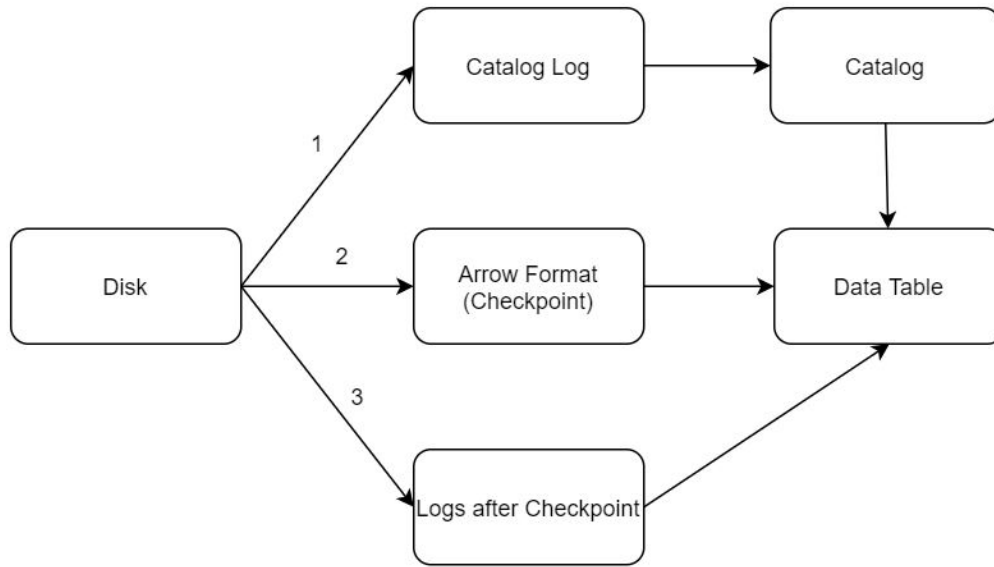 Catalog Log
Catalog
1
Disk
2
Arrow Format
(Checkpoint)
Data Table
3
Logs after Checkpoint